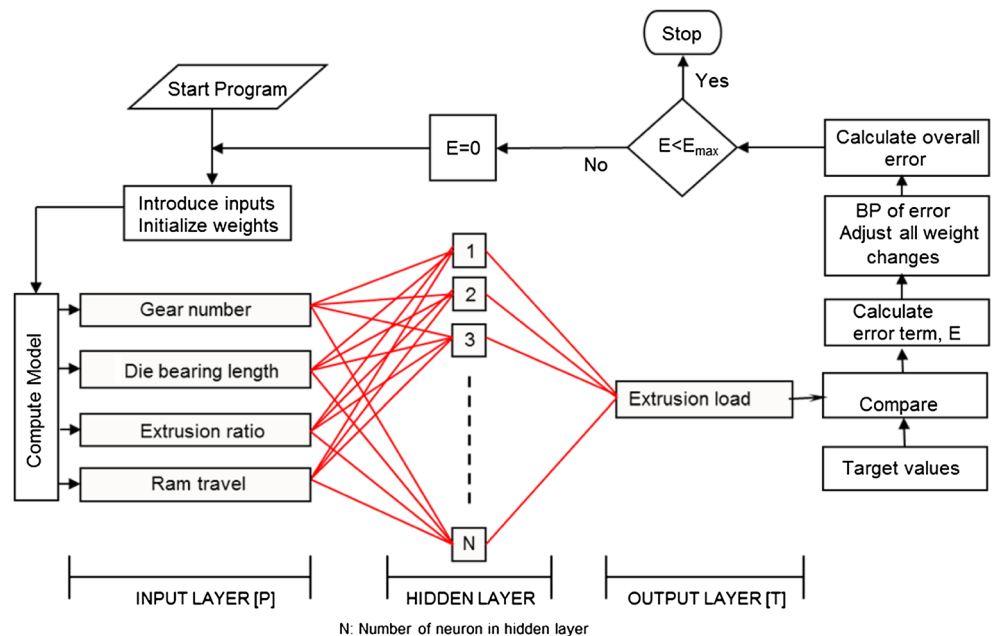 Stop
Yes
Start Program
E=0
No
E<Emax
Calculate overall
error
Introduce inputs
Initialize weights
BP of error
Adjust all weight
changes
Calculate
error term, E
Compute Model
Gear number
Die bearing length
Extrusion ratio
Ram travel
1
2
3
N
Extrusion load
Compare
Target values
INPUT LAYER [P]
HIDDEN LAYER
OUTPUT LAYER [T]
N: Number of neuron in hidden layer